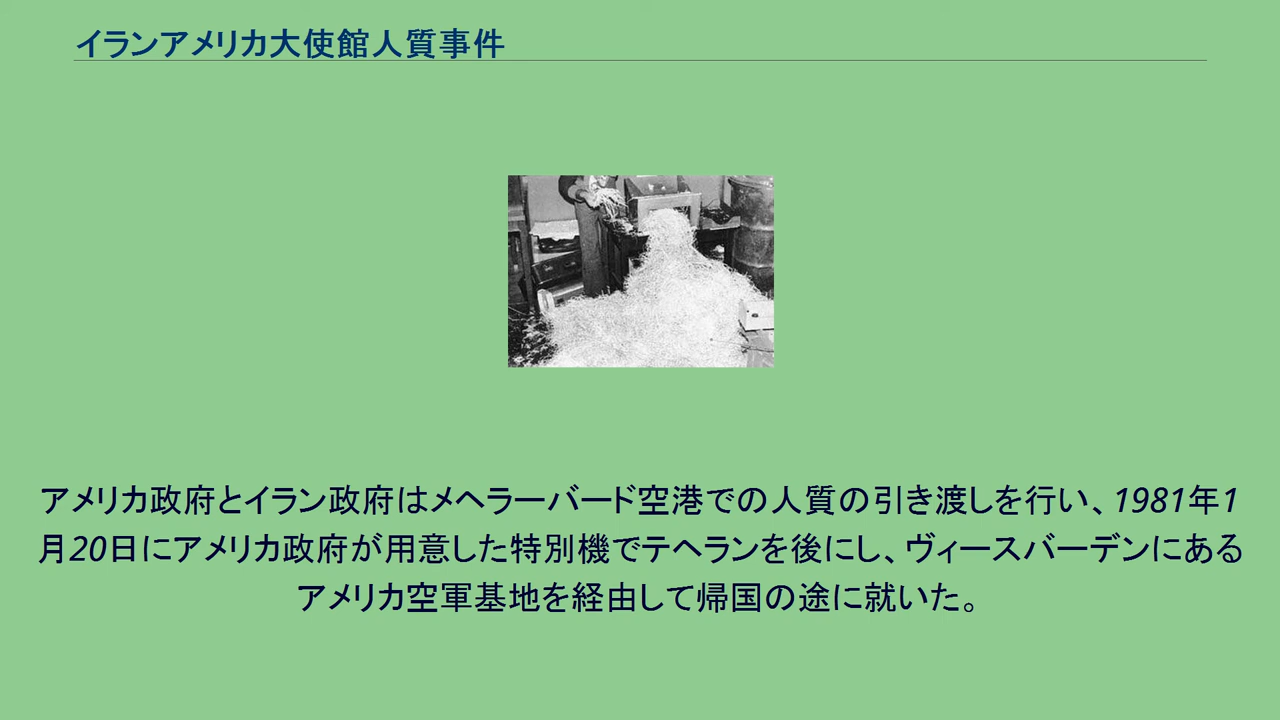 イランアメリカ大使館人質事件
アメリカ政府とイラン政府はメヘラーバード空港での人質の引き渡しを行い、1981年1
月20日にアメリカ政府が用意した特別機でテヘランを後にし、ヴィースバーデンにある
アメリカ空軍基地を経由して帰国の途に就いた。